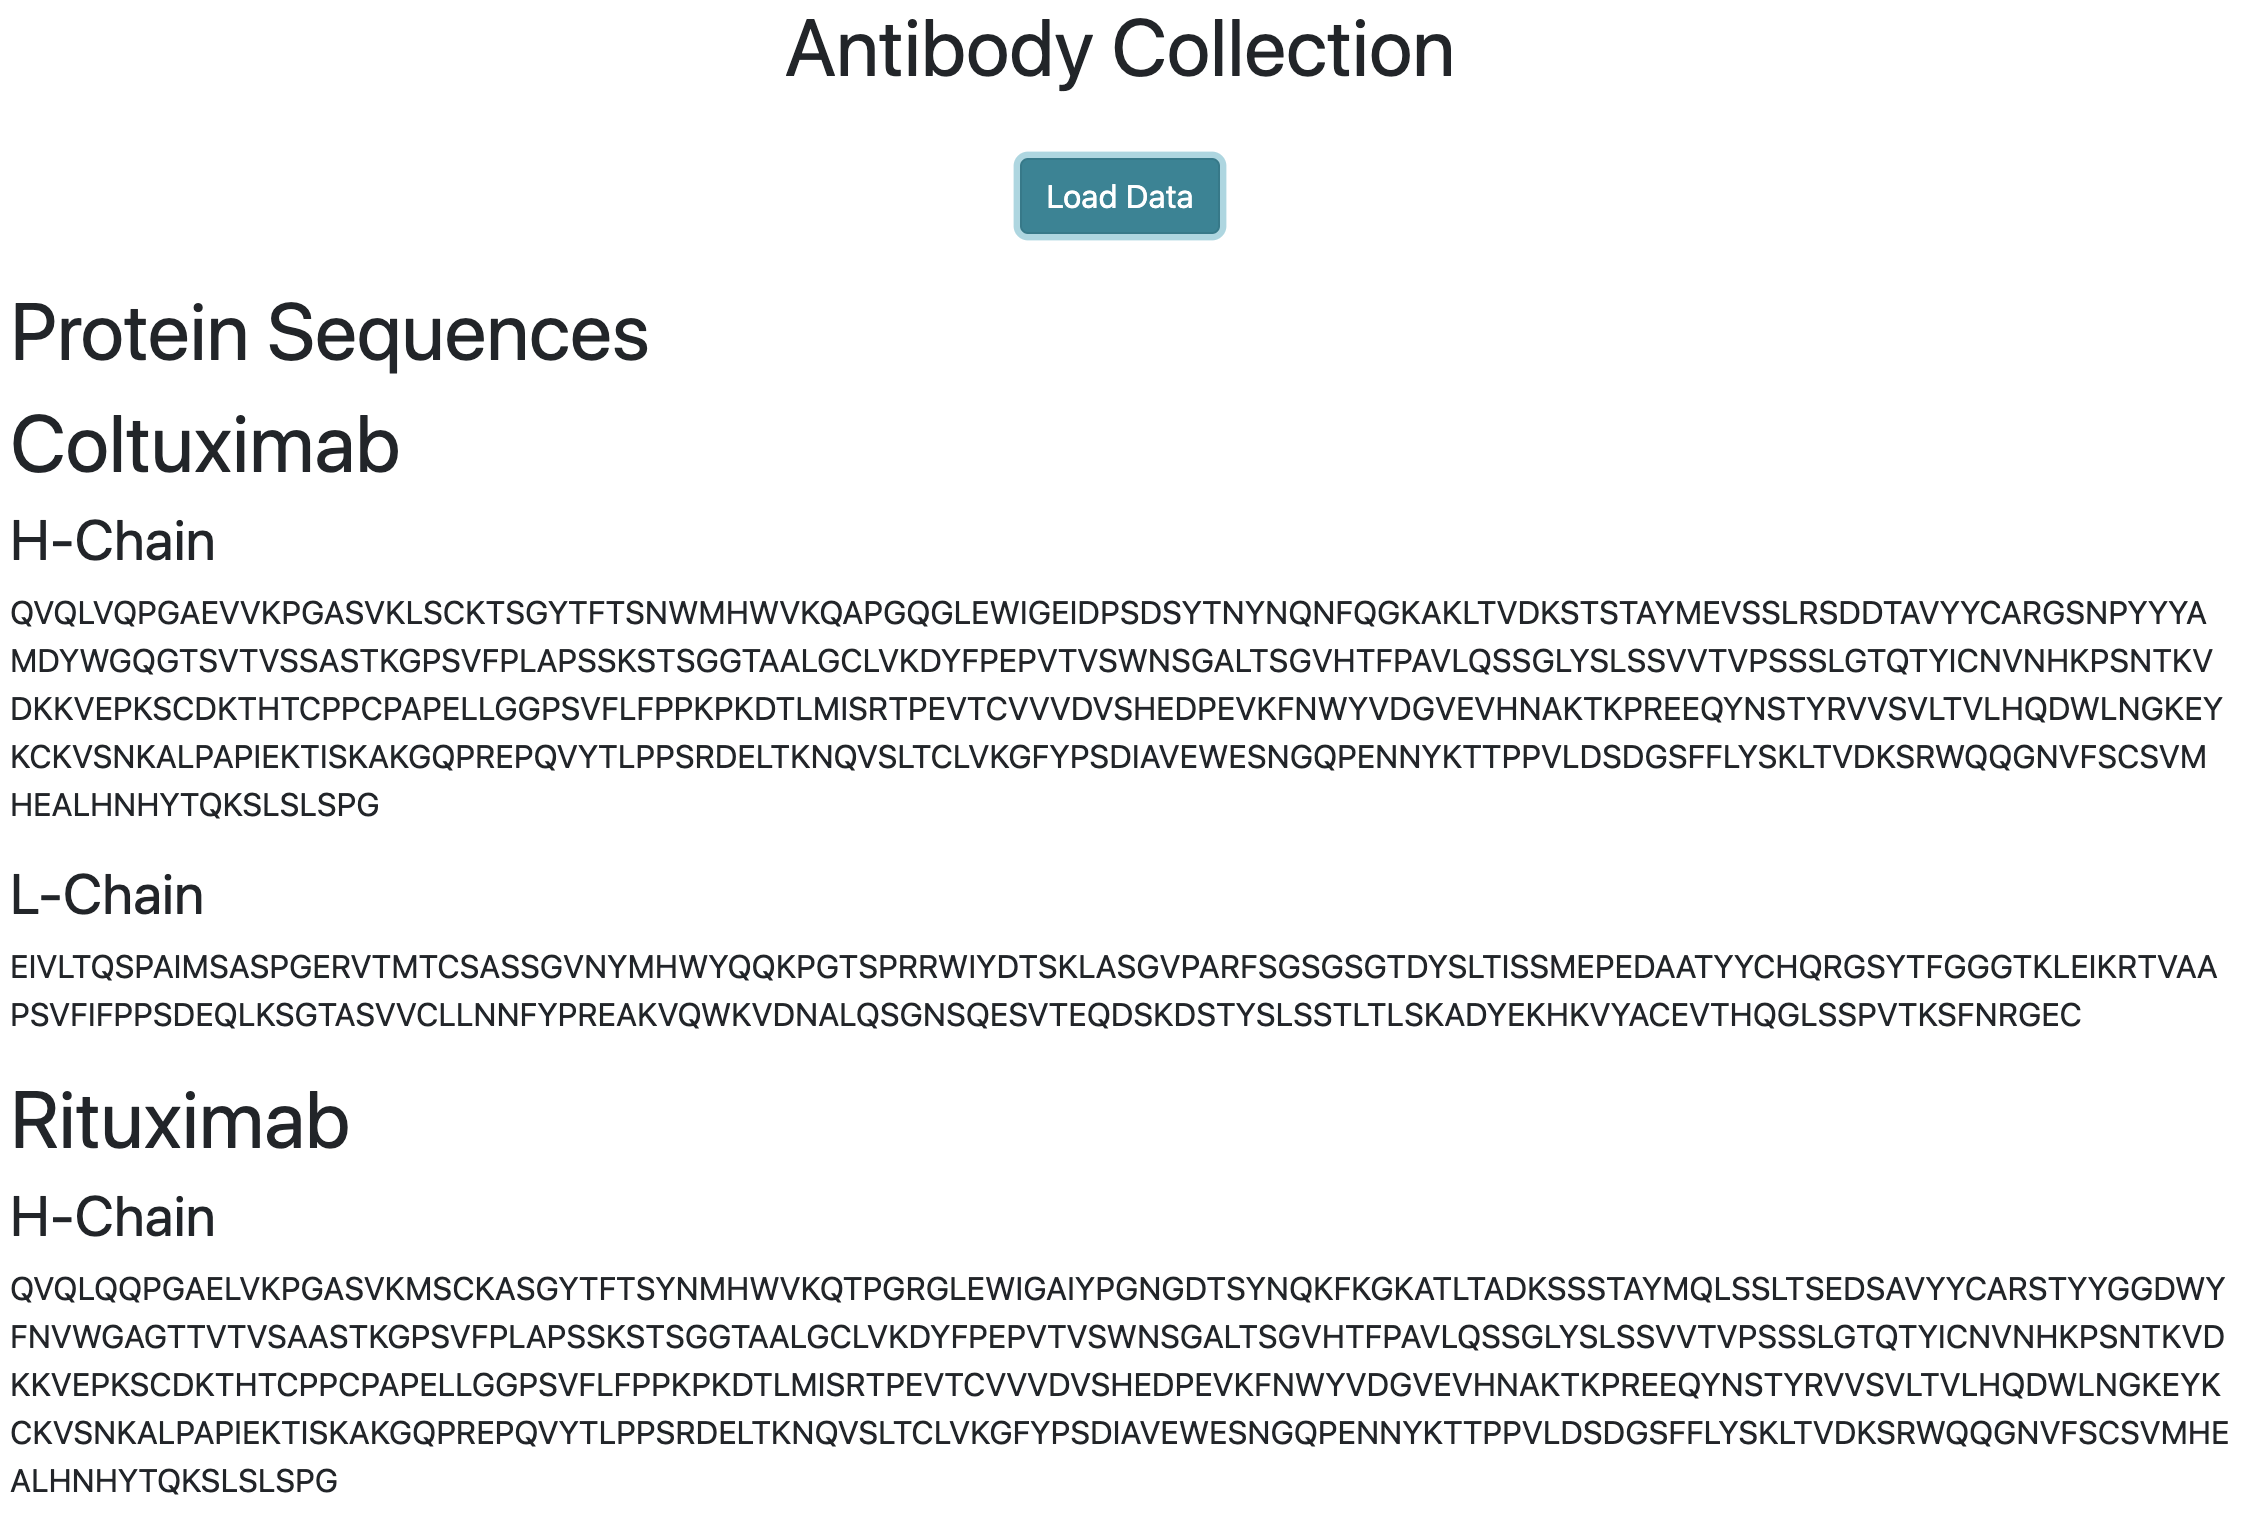 Antibody Collection
Load Data
Protein Sequences
Coltuximab
H-Chain
QVQLVQPGAEVVKPGASVKLSCKTSGYTFTSNWMHWVKQAPGQGLEWIGEIDPSDSYTNYNQNFQGKAKLTVDKSTSTAYMEVSSLRSDDTAVYYCARGSNPYYYA
MDYWGQGTSVTVSSASTKGPSVFPLAPSSKSTSGGTAALGCLVKDYFPEPVTVSWNSGALTSGVHTFPAVLQSSGLYSLSSVVTVPSSSLGTQTYICNVNHKPSNTKV
DKKVEPKSCDKTHTCPPCPAPELLGGPSVFLFPPKPKDTLMISRTPEVTCVVVDVSHEDPEVKFNWYVDGVEVHNAKTKPREEQYNSTYRVVSVLTVLHQDWLNGKEY
KCKVSNKALPAPIEKTISKAKGQPREPQVYTLPPSRDELTKNQVSLTCLVKGFYPSDIAVEWESNGQPENNYKTTPPVLDSDGSFFLYSKLTVDKSRWQQGNVFSCSVM
HEALHNHYTQKSLSLSPG
L-Chain
EIVLTQSPAIMSASPGERVTMTCSASSGVNYMHWYQQKPGTSPRRWIYDTSKLASGVPARFSGSGSGTDYSLTISSMEPEDAATYYCHQRGSYTFGGGTKLEIKRTVAA
PSVFIFPPSDEQLKSGTASVVCLLNNFYPREAKVQWKVDNALQSGNSQESVTEQDSKDSTYSLSSTLTLSKADYEKHKVYACEVTHQGLSSPVTKSFNRGEC
Rituximab
H-Chain
QVQLQQPGAELVKPGASVKMSCKASGYTFTSYNMHWVKQTPGRGLEWIGAIYPGNGDTSYNQKFKGKATLTADKSSSTAYMQLSSLTSEDSAVYYCARSTYYGGDWY
FNVWGAGTTVTVSAASTKGPSVFPLAPSSKSTSGGTAALGCLVKDYFPEPVTVSWNSGALTSGVHTFPAVLQSSGLYSLSSVVTVPSSSLGTQTYICNVNHKPSNTKVD
KKVEPKSCDKTHTCPPCPAPELLGGPSVFLFPPKPKDTLMISRTPEVTCVVVDVSHEDPEVKFNWYVDGVEVHNAKTKPREEQYNSTYRVVSVLTVLHQDWLNGKEYK
CKVSNKALPAPIEKTISKAKGQPREPQVYTLPPSRDELTKNQVSLTCLVKGFYPSDIAVEWESNGQPENNYKTTPPVLDSDGSFFLYSKLTVDKSRWQQGNVFSCSVMHE
ALHNHYTQKSLSLSPG